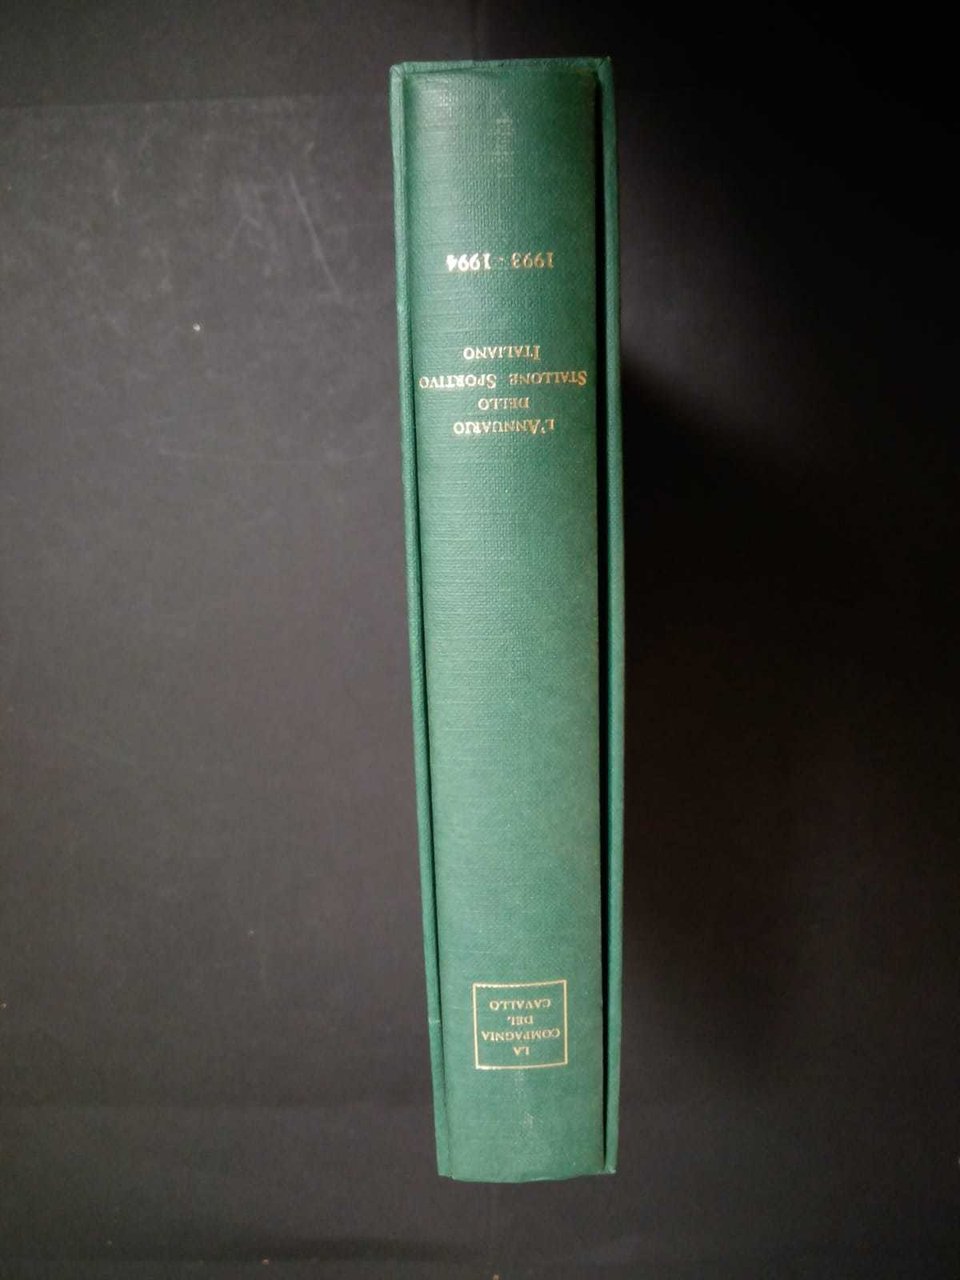 LA
COMPAGNIA
DEL
CAVALLO
L'ANNUARIO
DELLO
STALLONE SPORTIVO
ITALIANO
1993 - 1994